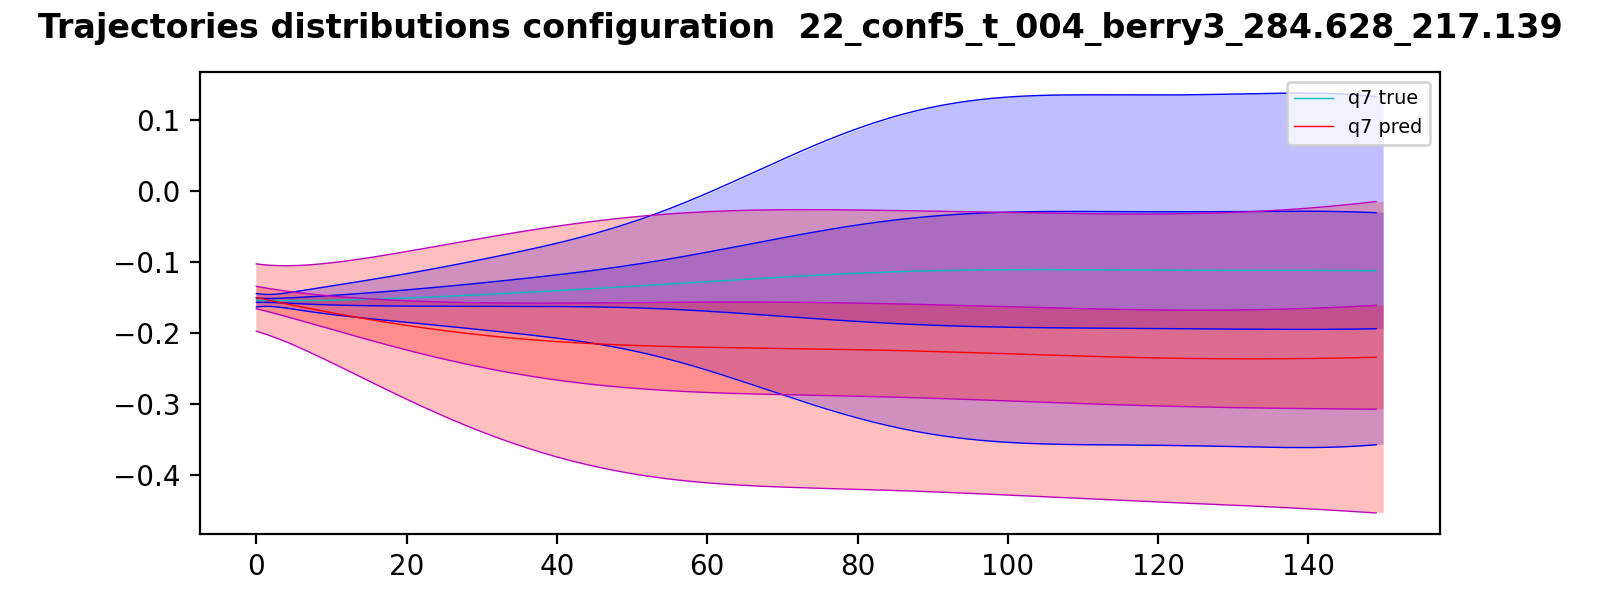 Trajectories distributions configuration  22_conf5_t_004_berry3_284.628_217.139
q7 true
q7 pred
0.1
0.0
−0.1
−0.2
−0.3
−0.4
0 20 40 60 80 100 120 140